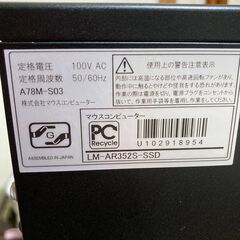 定格電圧 100V AC
定格周波数 50/60Hz
A78M-S03
株式会社マウスコンピューター
G
ASSEMBLED IN JAPAN
使用上の警告注意表示
PC
Recycle
マウスコンピューター
U102918954
LM-AR352S-SSD